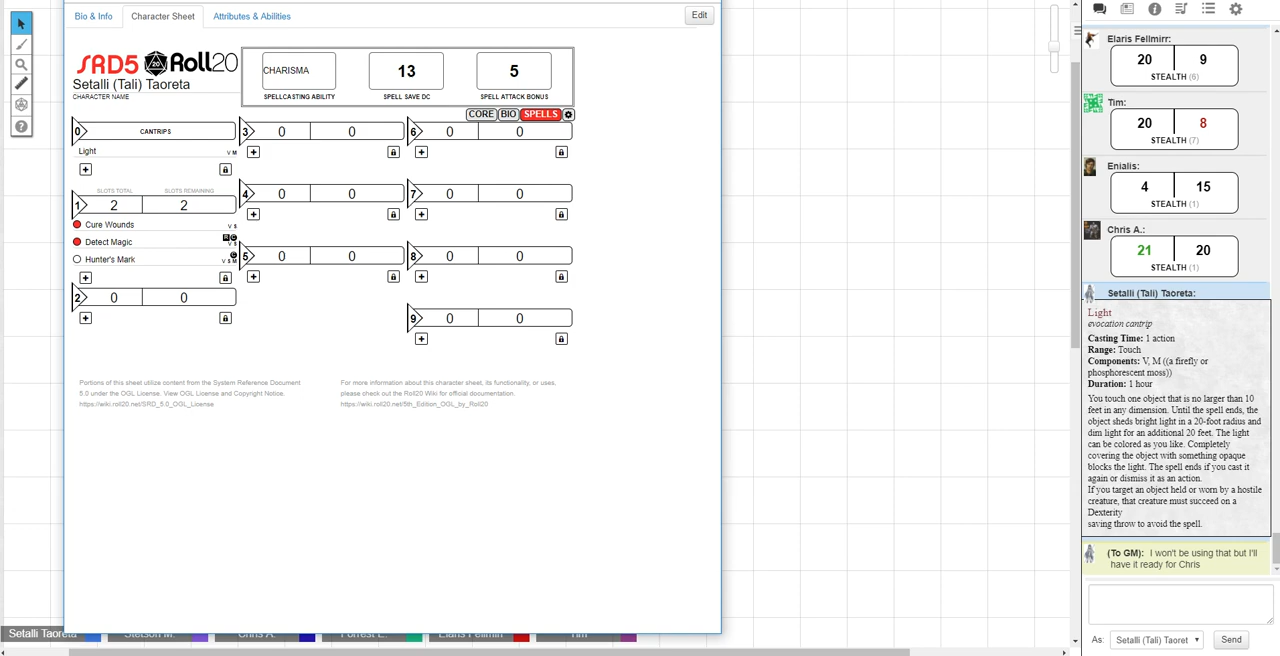 Bio & Info
Character Sheet
Attributes & Abilities
Edit
SRD5 Roll20
Setalli (Tali) Taoreta
CHARACTER NAME
CHARISMA
13
5
SPELLCASTING ABILITY
SPELL SAVE DC
SPELL ATTACK BONUS
CORE BIO SPELLS
0 CANTRIPS
Light V M
SLOTS TOTAL SLOTS REMAINING
1 2 2
Cure Wounds V S
Detect Magic R C V S
Hunter's Mark C V S M
2 0 0
3 0 0
4 0 0
5 0 0
6 0 0
7 0 0
8 0 0
9 0 0
Portions of this sheet utilize content from the System Reference Document
5.0 under the OGL License. View OGL License and Copyright Notice.
https://wiki.roll20.net/SRD_5.0_OGL_License
For more information about this character sheet, its functionality, or uses,
please check out the Roll20 Wiki for official documentation.
https://wiki.roll20.net/5th_Edition_OGL_by_Roll20
Setalli Taoreta
Stetson M.
Chris A.
Forrest L.
Elaris Fellmirr
Tim
Elaris Fellmirr:
20 9
STEALTH (6)
Tim:
20 8
STEALTH (7)
Enialis:
4 15
STEALTH (1)
Chris A.:
21 20
STEALTH (1)
Setalli (Tali) Taoreta:
Light
evocation cantrip
Casting Time: 1 action
Range: Touch
Components: V, M ((a firefly or
phosphorescent moss))
Duration: 1 hour
You touch one object that is no larger than 10
feet in any dimension. Until the spell ends, the
object sheds bright light in a 20-foot radius and
dim light for an additional 20 feet. The light
can be colored as you like. Completely
covering the object with something opaque
blocks the light. The spell ends if you cast it
again or dismiss it as an action.
If you target an object held or worn by a hostile
creature, that creature must succeed on a
Dexterity
saving throw to avoid the spell.
(To GM): I won't be using that but I'll
have it ready for Chris
As: Setalli (Tali) Taoret
Send